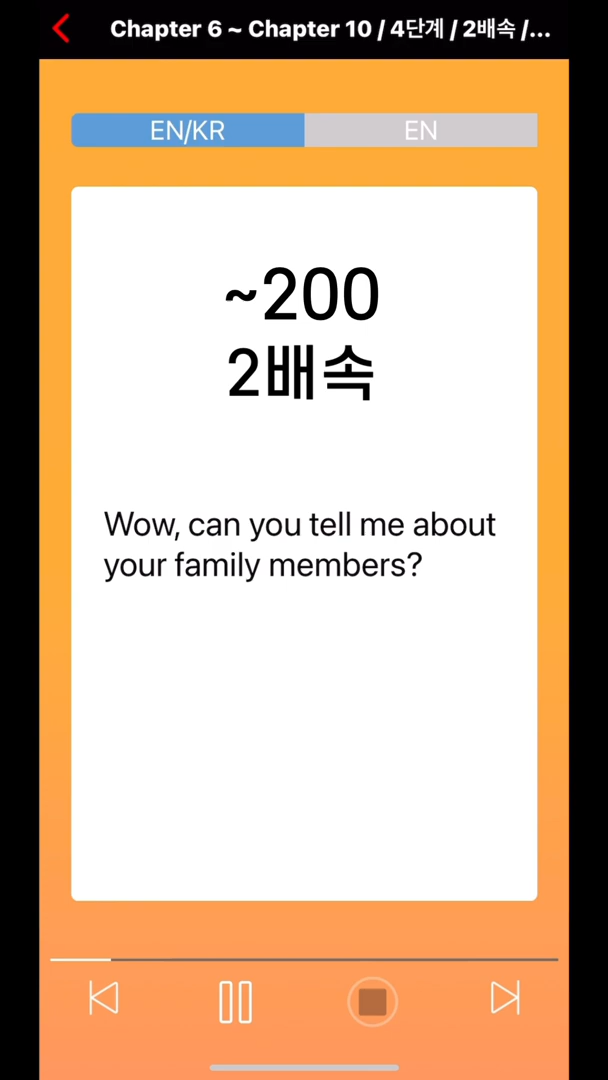 Chapter 6 ~ Chapter 10 / 4단계 / 2배속 /...
EN/KR
EN
~200
2배속
Wow, can you tell me about
your family members?